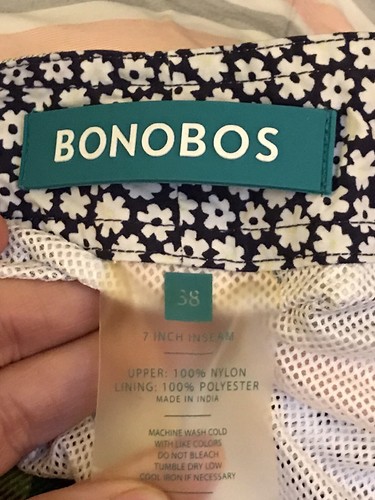 BONOBOS
38
7 INCH INSEAM
UPPER: 100% NYLON
LINING: 100% POLYESTER
MADE IN INDIA
MACHINE WASH COLD
WITH LIKE COLORS
DO NOT BLEACH
TUMBLE DRY LOW
COOL IRON IF NECESSARY